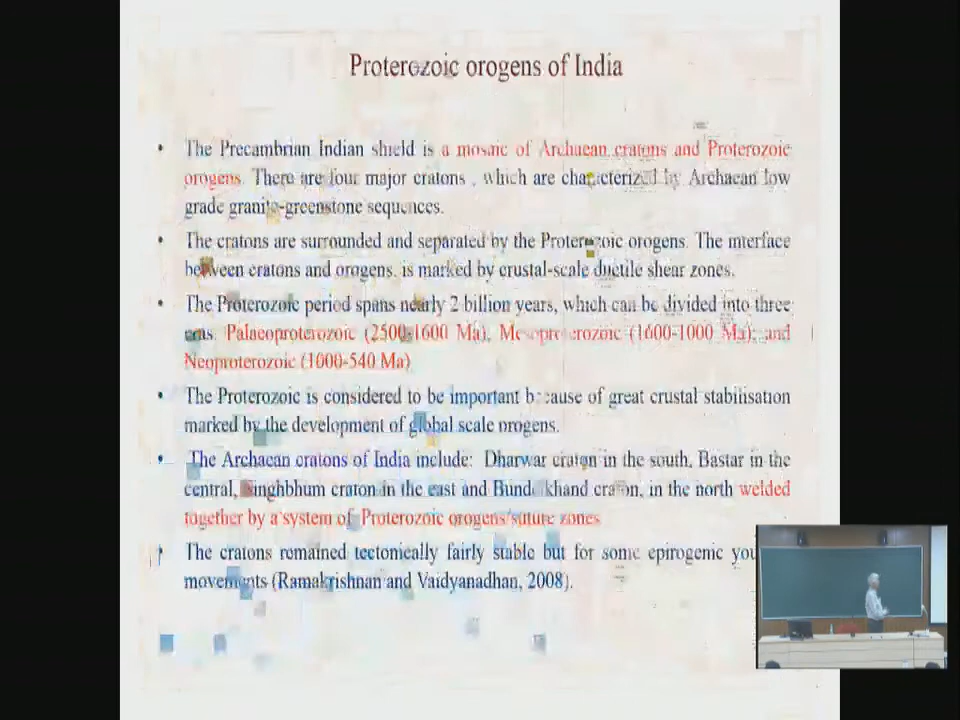 Proterozoic orogens of India
• The Precambrian Indian shield is a mosaic of Archaean cratons and Proterozoic
orogens. There are four major cratons , which are characterized by Archaean low
grade granite-greenstone sequences.
• The cratons are surrounded and separated by the Proterozoic orogens. The interface
between cratons and orogens, is marked by crustal-scale ductile shear zones.
• The Proterozoic period spans nearly 2 billion years, which can be divided into three
eras. Palaeoproterozoic (2500-1600 Ma), Mesoproterozoic (1600-1000 Ma), and
Neoproterozoic (1000-540 Ma)
• The Proterozoic is considered to be important because of great crustal stabilisation
marked by the development of global scale orogens.
• The Archaean cratons of India include: Dharwar craton in the south, Bastar in the
central, Singhbhum craton in the east and Bundelkhand craton, in the north welded
together by a system of Proterozoic orogens/suture zones
• The cratons remained tectonically fairly stable but for some epirogenic
movements (Ramakrishnan and Vaidyanadhan, 2008).